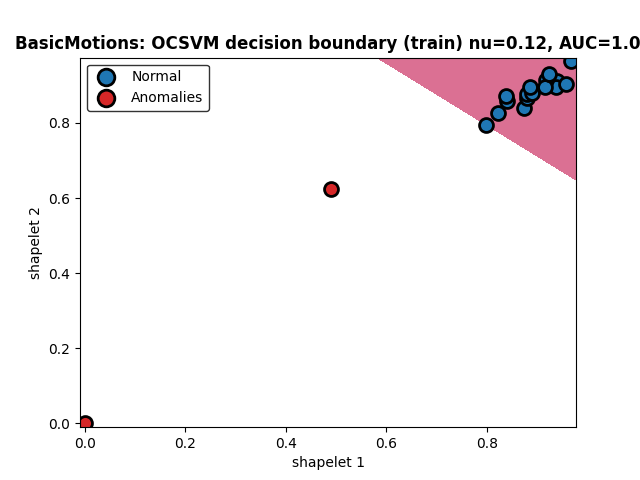 BasicMotions: OCSVM decision boundary (train) nu=0.12, AUC=1.0
Normal
Anomalies
shapelet 2
0.8
0.6
0.4
0.2
0.0
0.0 0.2 0.4 0.6 0.8
shapelet 1